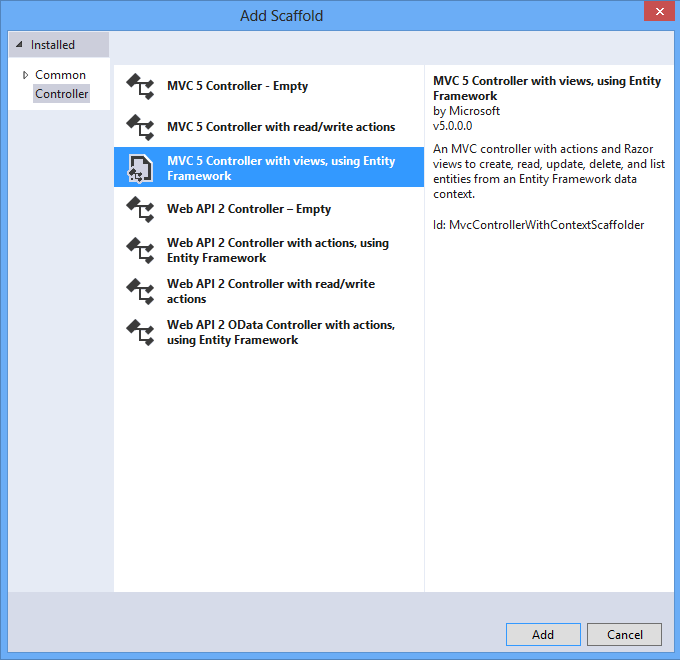 Add Scaffold
Installed
Common
Controller
MVC 5 Controller - Empty
MVC 5 Controller with read/write actions
MVC 5 Controller with views, using Entity
Framework
Web API 2 Controller – Empty
Web API 2 Controller with actions, using
Entity Framework
Web API 2 Controller with read/write
actions
Web API 2 OData Controller with actions,
using Entity Framework
MVC 5 Controller with views, using Entity
Framework
by Microsoft
v5.0.0.0
An MVC controller with actions and Razor
views to create, read, update, delete, and list
entities from an Entity Framework data
context.
Id: MvcControllerWithContextScaffolder
Add
Cancel